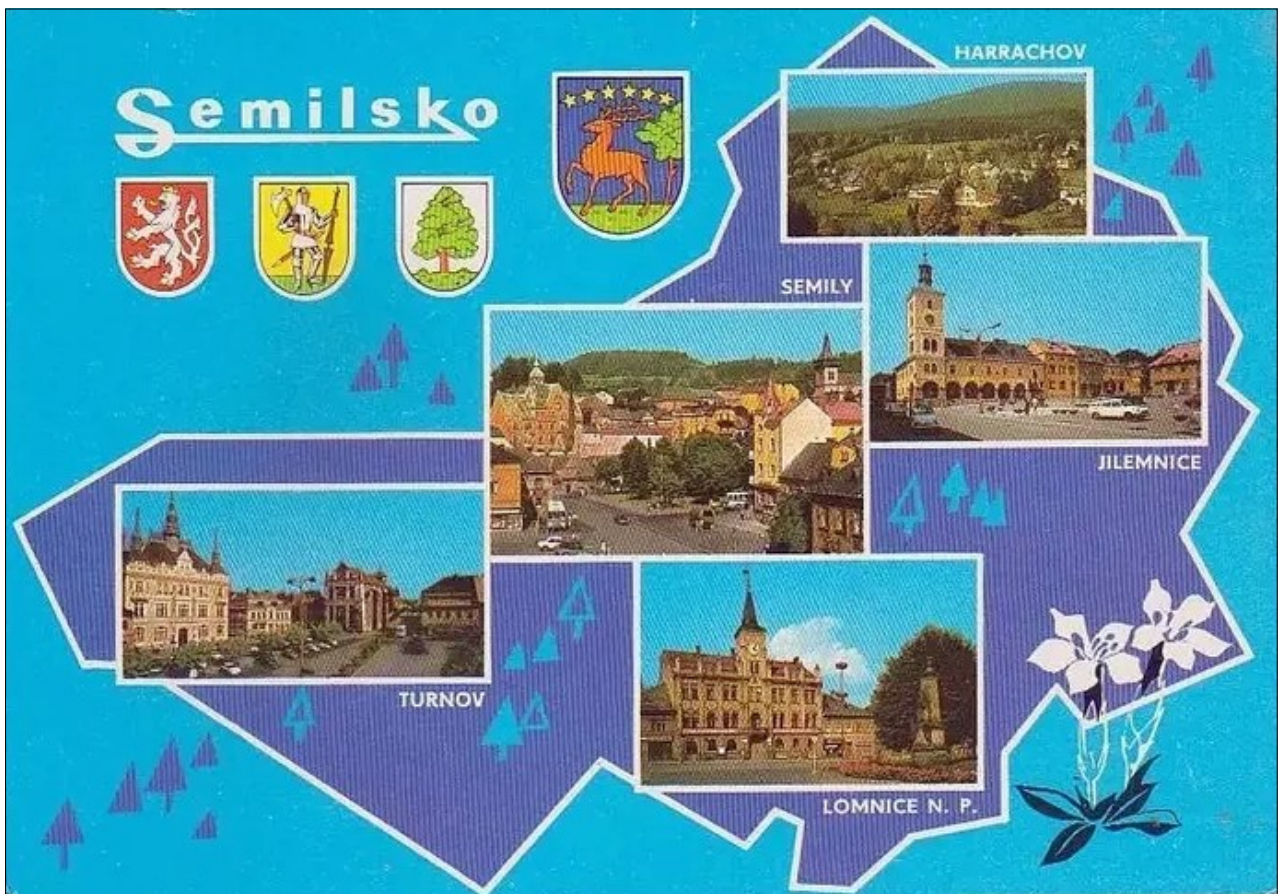 Semilsko
HARRACHOV
SEMILY
JILEMNICE
TURNOV
LOMNICE N. P.